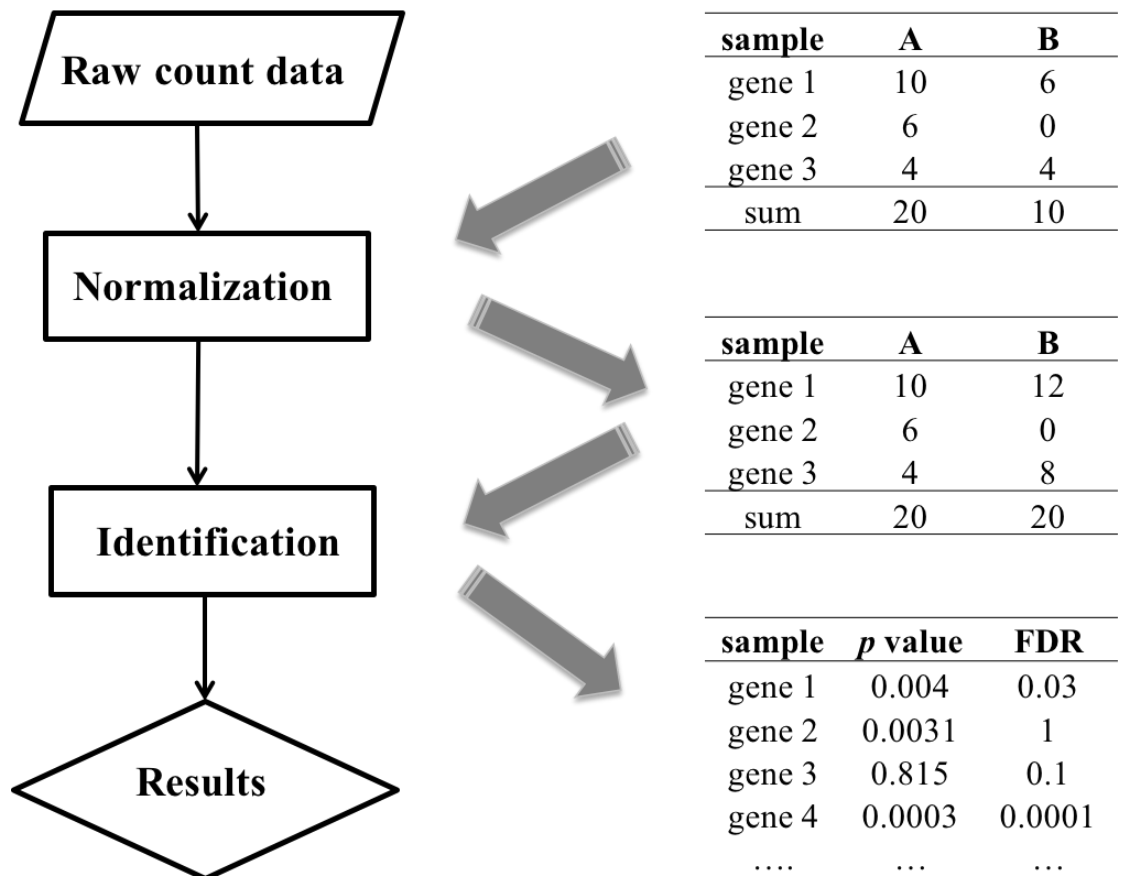 Raw count data
Normalization
Identification
Results
sample A B
gene 1 10 6
gene 2 6 0
gene 3 4 4
sum 20 10
sample A B
gene 1 10 12
gene 2 6 0
gene 3 4 8
sum 20 20
sample p value FDR
gene 1 0.004 0.03
gene 2 0.0031 1
gene 3 0.815 0.1
gene 4 0.0003 0.0001
.... ... ...